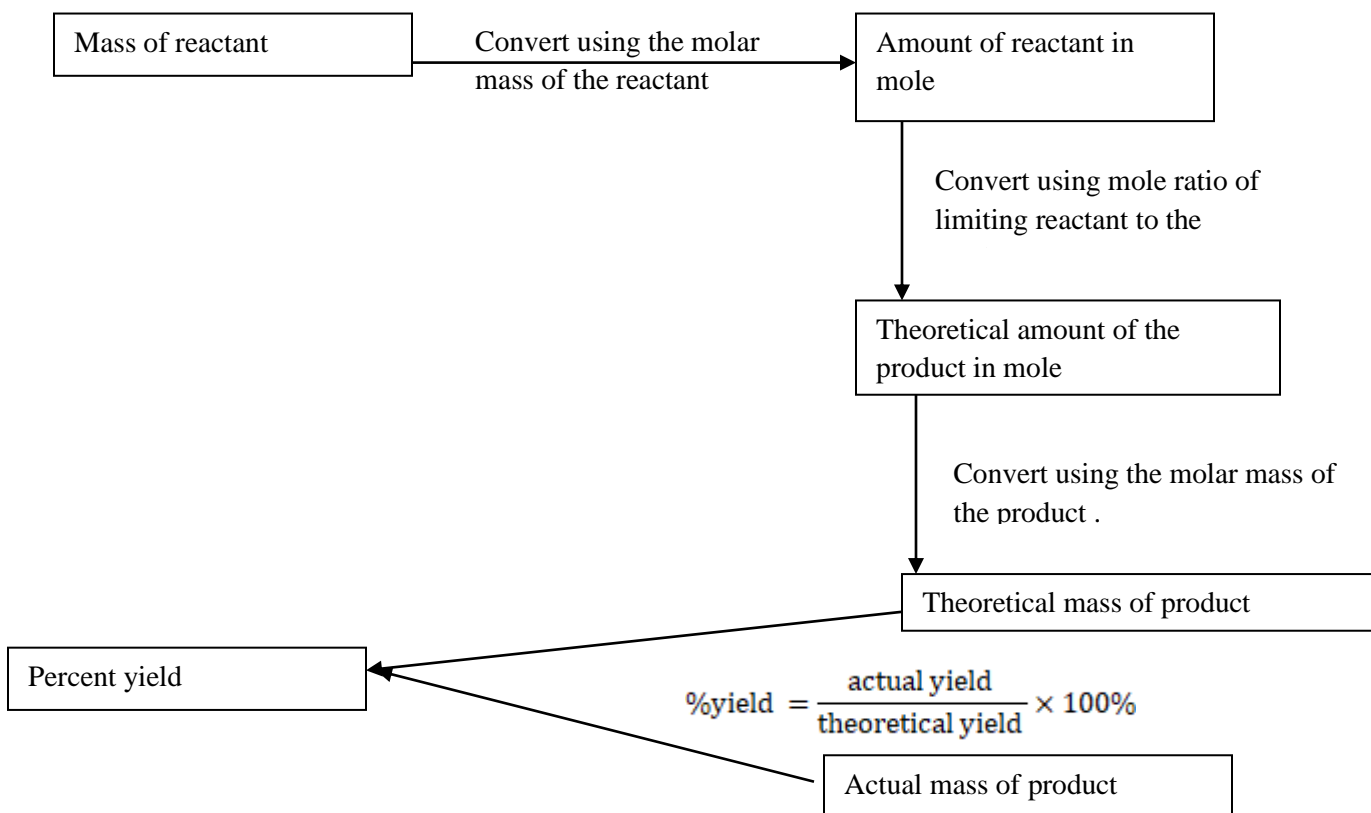 Mass of reactant
Convert using the molar
mass of the reactant
Amount of reactant in
mole
Convert using mole ratio of
limiting reactant to the
Theoretical amount of the
product in mole
Convert using the molar mass of
the product .
Theoretical mass of product
Percent yield
%yield = actual yield / theoretical yield × 100%
Actual mass of product